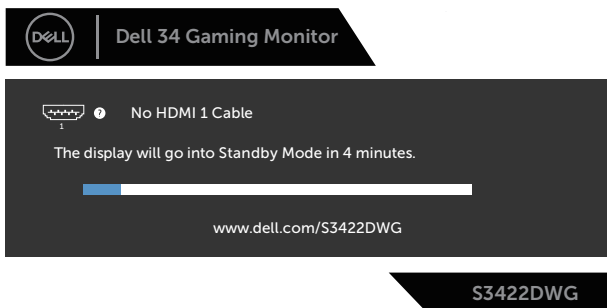 DELL
Dell 34 Gaming Monitor
? No HDMI 1 Cable
1
The display will go into Standby Mode in 4 minutes.
www.dell.com/S3422DWG
S3422DWG